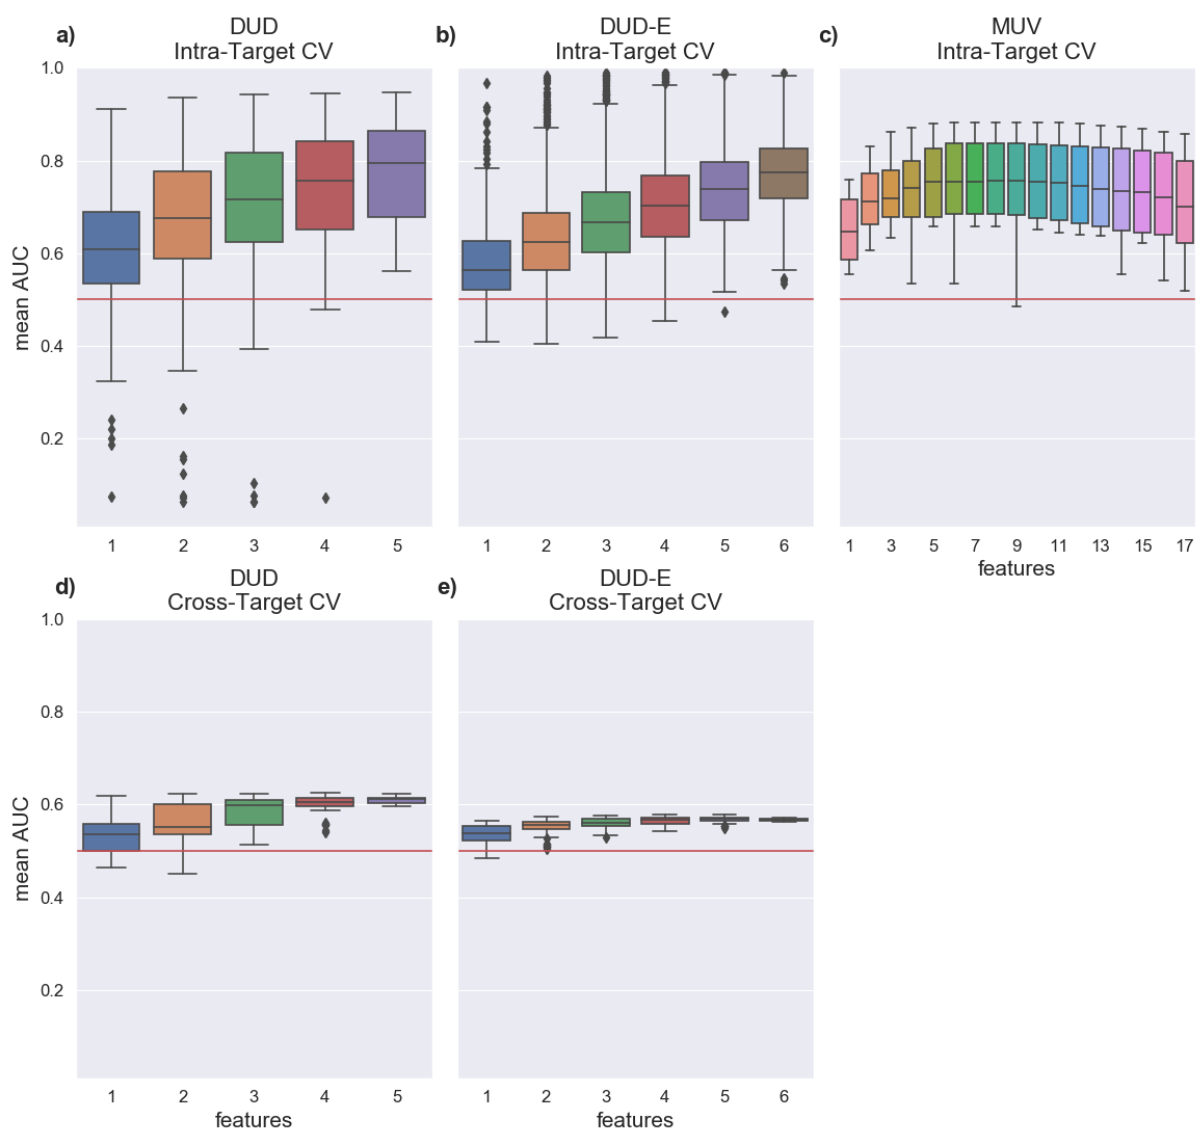 a)
DUD
Intra-Target CV
b)
DUD-E
Intra-Target CV
c)
MUV
Intra-Target CV
mean AUC
1.0
0.8
0.6
0.4
0.2
1 2 3 4 5
1 2 3 4 5 6
1 3 5 7 9 11 13 15 17
features
d)
DUD
Cross-Target CV
e)
DUD-E
Cross-Target CV
mean AUC
1.0
0.8
0.6
0.4
0.2
1 2 3 4 5
features
1 2 3 4 5 6
features